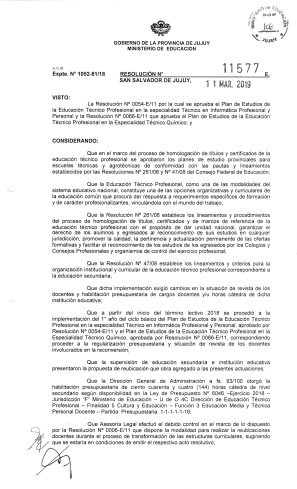 GOBIERNO DE LA PROVINCIA DE JUJUY
MINISTERIO DE EDUCACION
A.S.M.
Expte. N° 1052-81/18
RESOLUCIÓN N° 11577 E.
SAN SALVADOR DE JUJUY, 11 MAR. 2019
VISTO:
La Resolución N° 0054-E/11 por la cual se aprueba el Plan de Estudios de
la Educación Técnico Profesional en la especialidad Técnico en Informática Profesional y
Personal y la Resolución N° 0066-E/11 que aprueba el Plan de Estudios de la Educación
Técnico Profesional en la Especialidad Técnico Químico; y
CONSIDERANDO:
Que en el marco del proceso de homologación de títulos y certificados de la
educación técnico profesional se aprobaron los planes de estudio provinciales para
escuelas técnicas y agrotécnicas de conformidad con las pautas y lineamientos
establecidos por las Resoluciones N° 261/06 y N° 47/08 del Consejo Federal de Educación;
Que la Educación Técnico Profesional, como una de las modalidades del
sistema educativo nacional, constituye una de las opciones organizativas y curriculares de
la educación común que procura dar respuesta a requerimientos específicos de formación
y de carácter profesionalizantes, vinculándola con el mundo del trabajo;
Que la Resolución N° 261/06 establece los lineamientos y procedimientos
del proceso de homologación de títulos, certificados y de marcos de referencia de la
educación técnico profesional con el propósito de dar unidad nacional, garantizar el
derecho de los alumnos y egresados al reconocimiento de sus estudios en cualquier
jurisdicción, promover la calidad, la pertinencia y actualización permanente de las ofertas
formativas y facilitar el reconocimiento de los estudios de los egresados por los Colegios y
Consejos Profesionales y organismos de control del ejercicio profesional;
Que la Resolución N° 47/08 establece los lineamientos y criterios para la
organización institucional y curricular de la educación técnico profesional correspondiente a
la educación secundaria;
Que dicha implementación exigió cambios en la situación de revista de los
docentes y habilitación presupuestaria de cargos docentes y/u horas cátedra de dicha
institución educativa;
Que a partir del inicio del término lectivo 2018 se procedió a la
implementación del 1° año del ciclo básico del Plan de Estudios de la Educación Técnico
Profesional en la especialidad Técnico en Informática Profesional y Personal, aprobado por
Resolución N° 0054-E/11 y el Plan de Estudios de la Educación Técnico Profesional en la
Especialidad Técnico Químico, aprobado por Resolución N° 0066-E/11, correspondiendo
proceder a la regularización presupuestaria y situación de revista de los docentes
involucrados en la reconversión;
Que la supervisión de educación secundaria e institución educativa
presentaron la propuesta de reubicación que obra agregado a las presentes actuaciones;
Que la Dirección General de Administración a fs. 93/100 otorgó la
habilitación presupuestaria de ciento cuarenta y cuatro (144) horas cátedra de nivel
secundario según disponibilidad en la Ley de Presupuesto N° 6046 –Ejercicio 2018 –
Jurisdicción "F" Ministerio de Educación – U de O 4C Dirección de Educación Técnico
Profesional – Finalidad 5 Cultura y Educación – Función 3 Educación Media y Técnica
Personal Docente – Partida Presupuestaria: 1-1-1-1-1-16;
Que Asesoría Legal efectuó el debido control en el marco de lo dispuesto
por la Resolución N° 0008-E/11 que dispone la modalidad para realizar la reubicaciones
docentes durante el proceso de transformación de las estructuras curriculares, sugiriendo
que se estaría en condiciones de emitir el respectivo acto resolutivo;